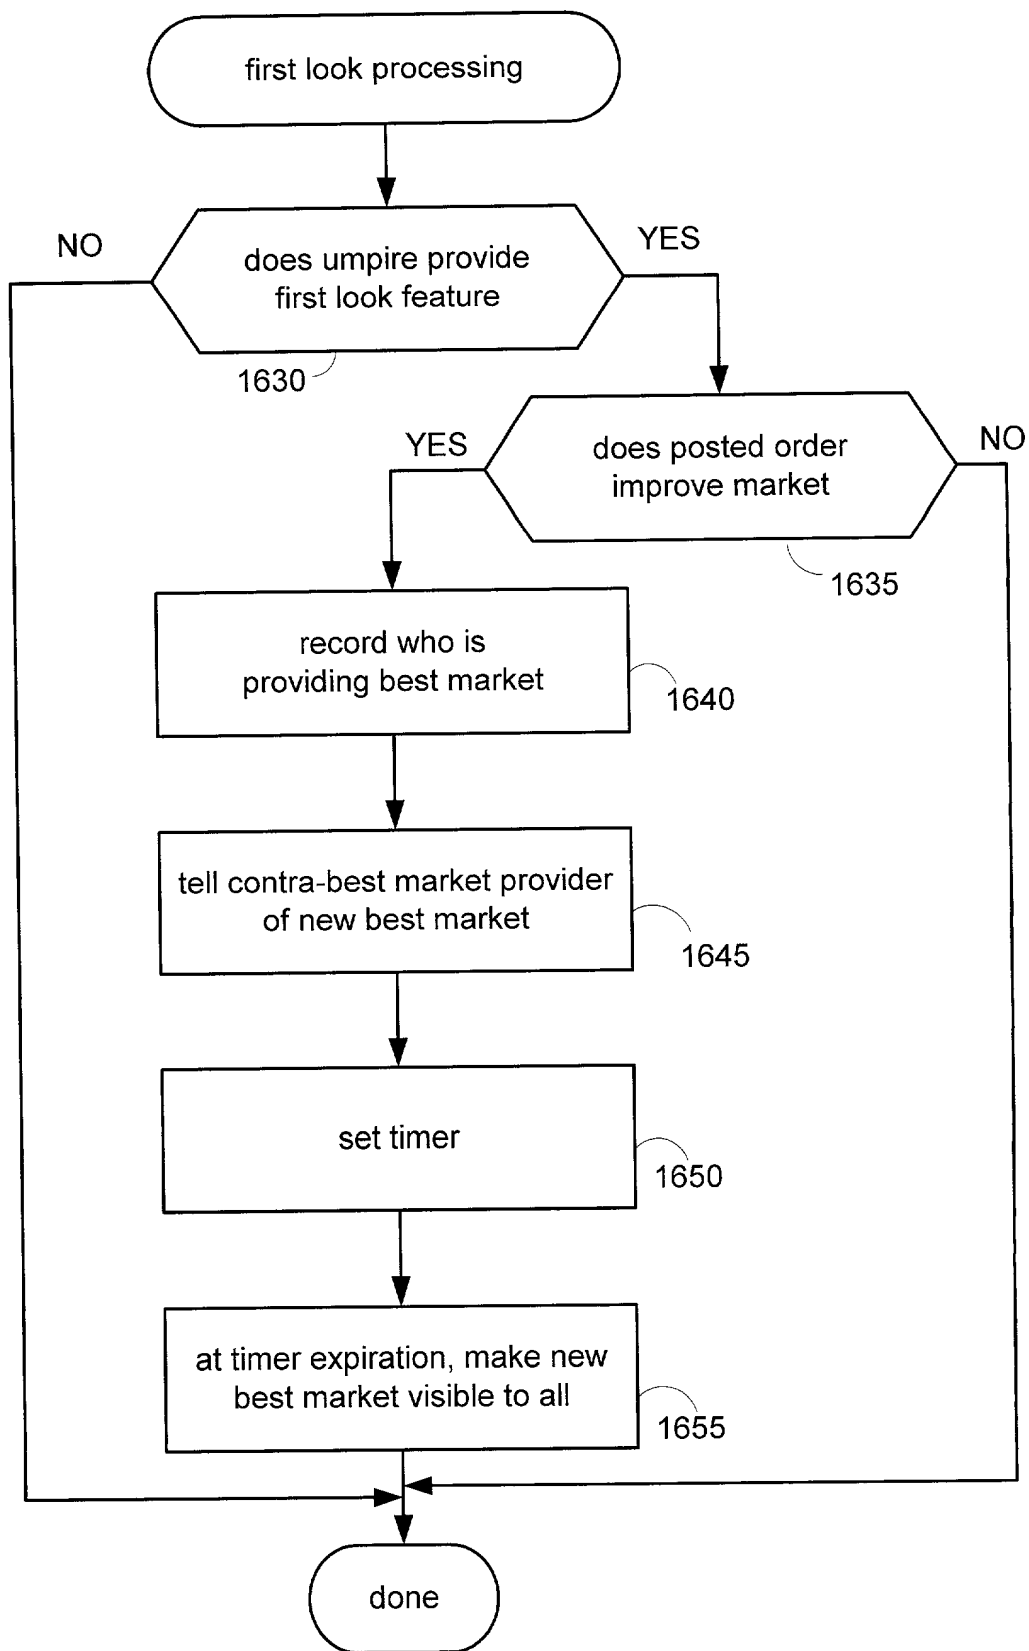 first look processing
NO
YES
does umpire provide
first look feature
1630
YES
NO
does posted order
improve market
1635
record who is
providing best market
1640
tell contra-best market provider
of new best market
1645
set timer
1650
at timer expiration, make new
best market visible to all
1655
done